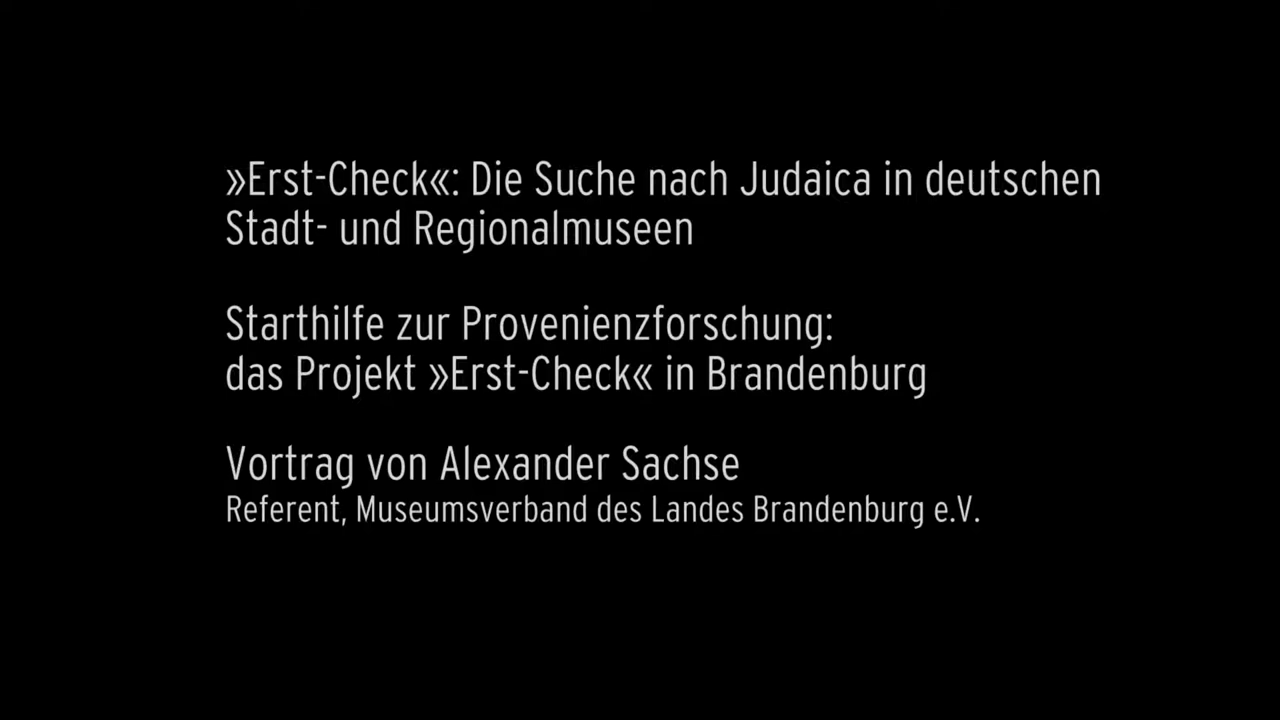 »Erst-Check«: Die Suche nach Judaica in deutschen
Stadt- und Regionalmuseen
Starthilfe zur Provenienzforschung:
das Projekt »Erst-Check« in Brandenburg
Vortrag von Alexander Sachse
Referent, Museumsverband des Landes Brandenburg e.V.